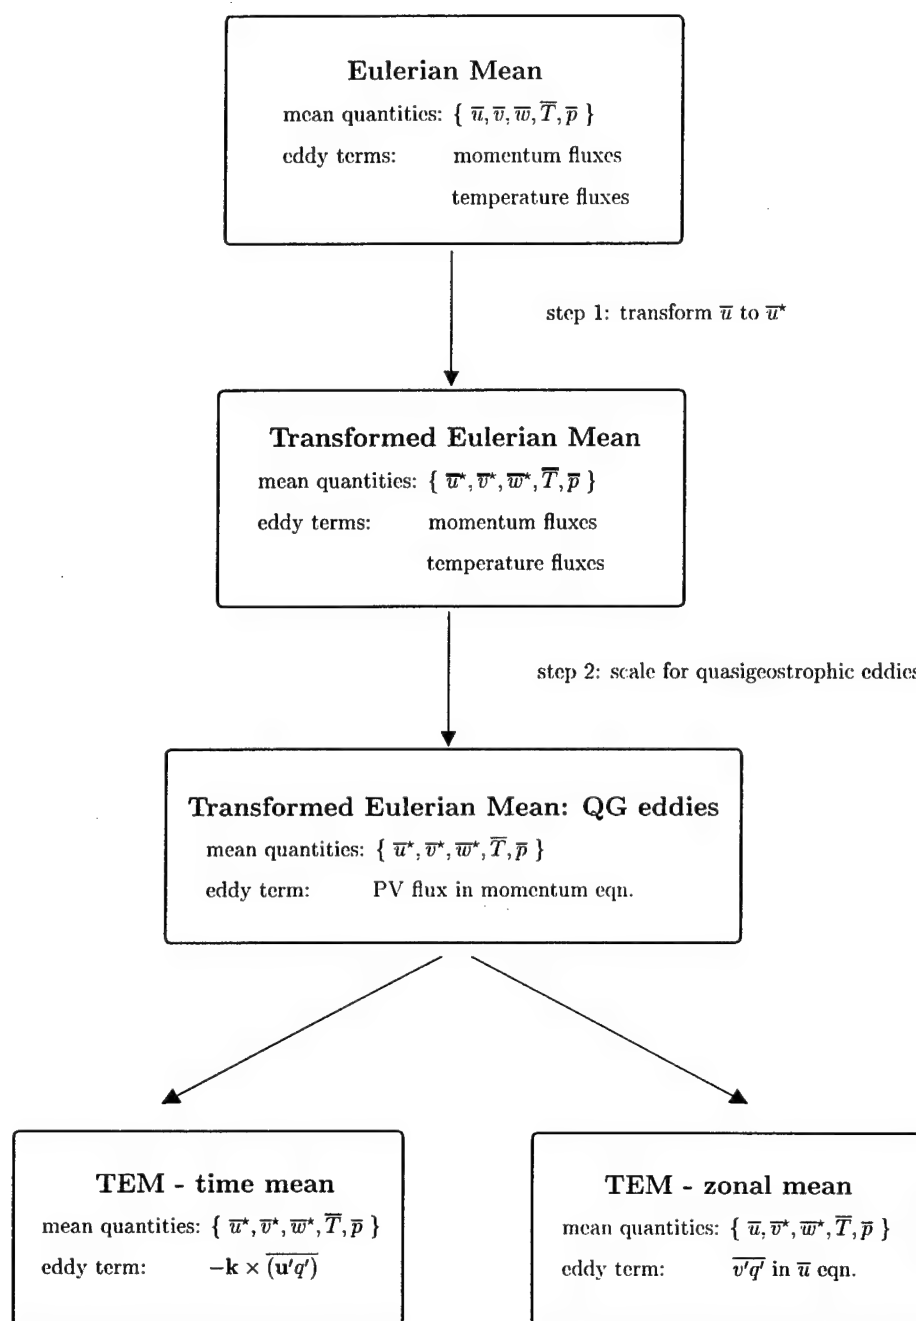 Eulerian Mean
mean quantities: { u̅, v̅, w̅, T̅, p̅ }
eddy terms: momentum fluxes
temperature fluxes
step 1: transform u̅ to u̅*
Transformed Eulerian Mean
mean quantities: { u̅*, v̅*, w̅*, T̅, p̅ }
eddy terms: momentum fluxes
temperature fluxes
step 2: scale for quasigeostrophic eddies
Transformed Eulerian Mean: QG eddies
mean quantities: { u̅*, v̅*, w̅*, T̅, p̅ }
eddy term: PV flux in momentum eqn.
TEM - time mean
mean quantities: { u̅*, v̅*, w̅*, T̅, p̅ }
eddy term: −k × (̅u̅′̅q̅′̅)̅
TEM - zonal mean
mean quantities: { u̅, v̅*, w̅*, T̅, p̅ }
eddy term: v̅′̅q̅′̅ in u̅ eqn.